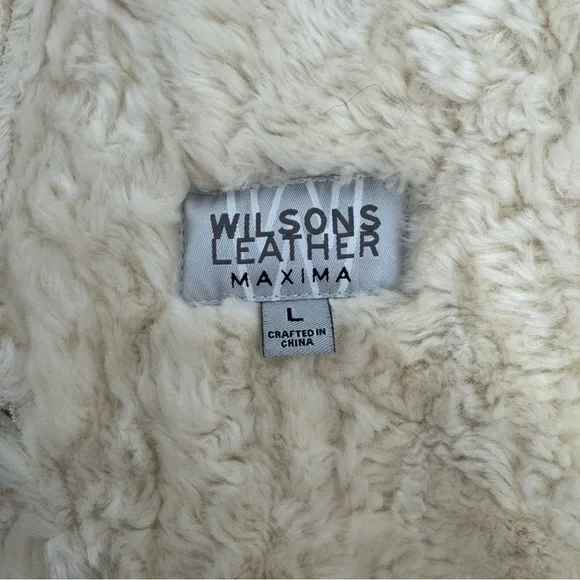 WILSONS
LEATHER
MAXIMA
L
CRAFTED IN
CHINA